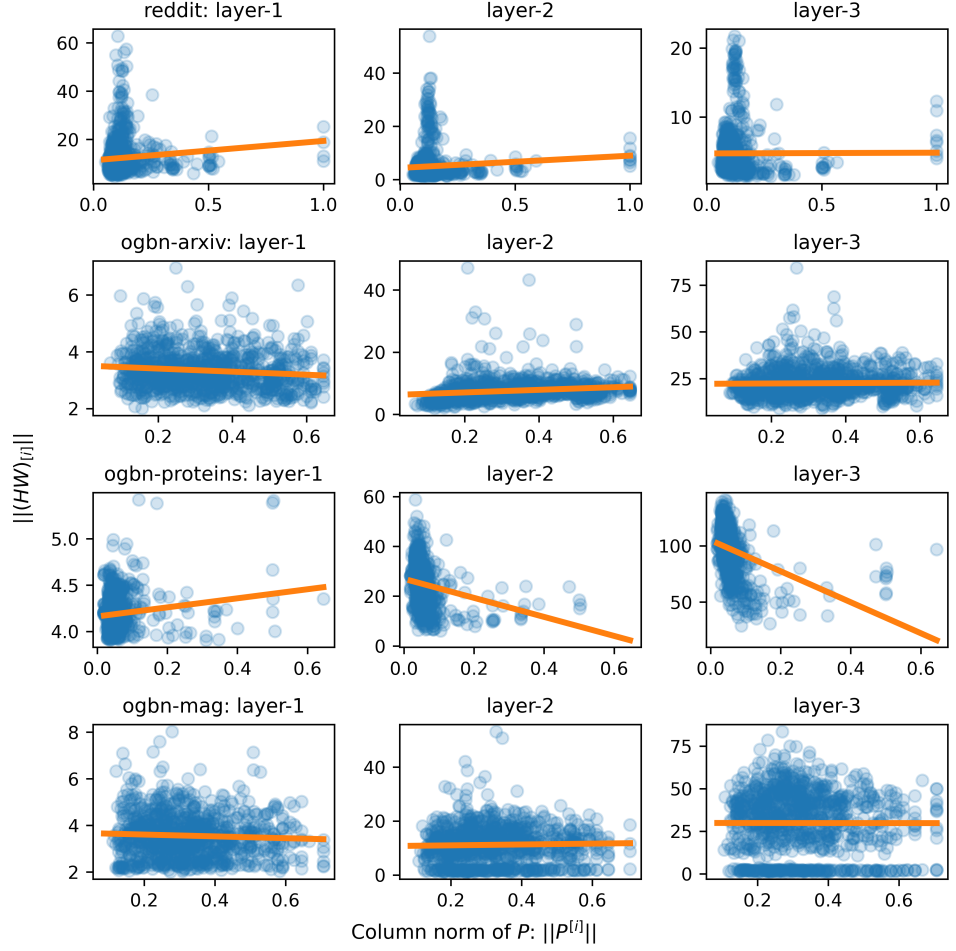 reddit: layer-1
layer-2
layer-3
60
40
20
0.0 0.5 1.0
40
20
0
0.0 0.5 1.0
20
10
0.0 0.5 1.0
ogbn-arxiv: layer-1
layer-2
layer-3
6
4
2
0.2 0.4 0.6
40
20
0
0.2 0.4 0.6
75
50
25
0.2 0.4 0.6
||(HW)[i]||
ogbn-proteins: layer-1
layer-2
layer-3
5.0
4.5
4.0
0.0 0.2 0.4 0.6
60
40
20
0
0.0 0.2 0.4 0.6
100
50
0.0 0.2 0.4 0.6
ogbn-mag: layer-1
layer-2
layer-3
8
6
4
2
0.2 0.4 0.6
40
20
0
0.2 0.4 0.6
75
50
25
0
0.2 0.4 0.6
Column norm of P: ||P[i]||